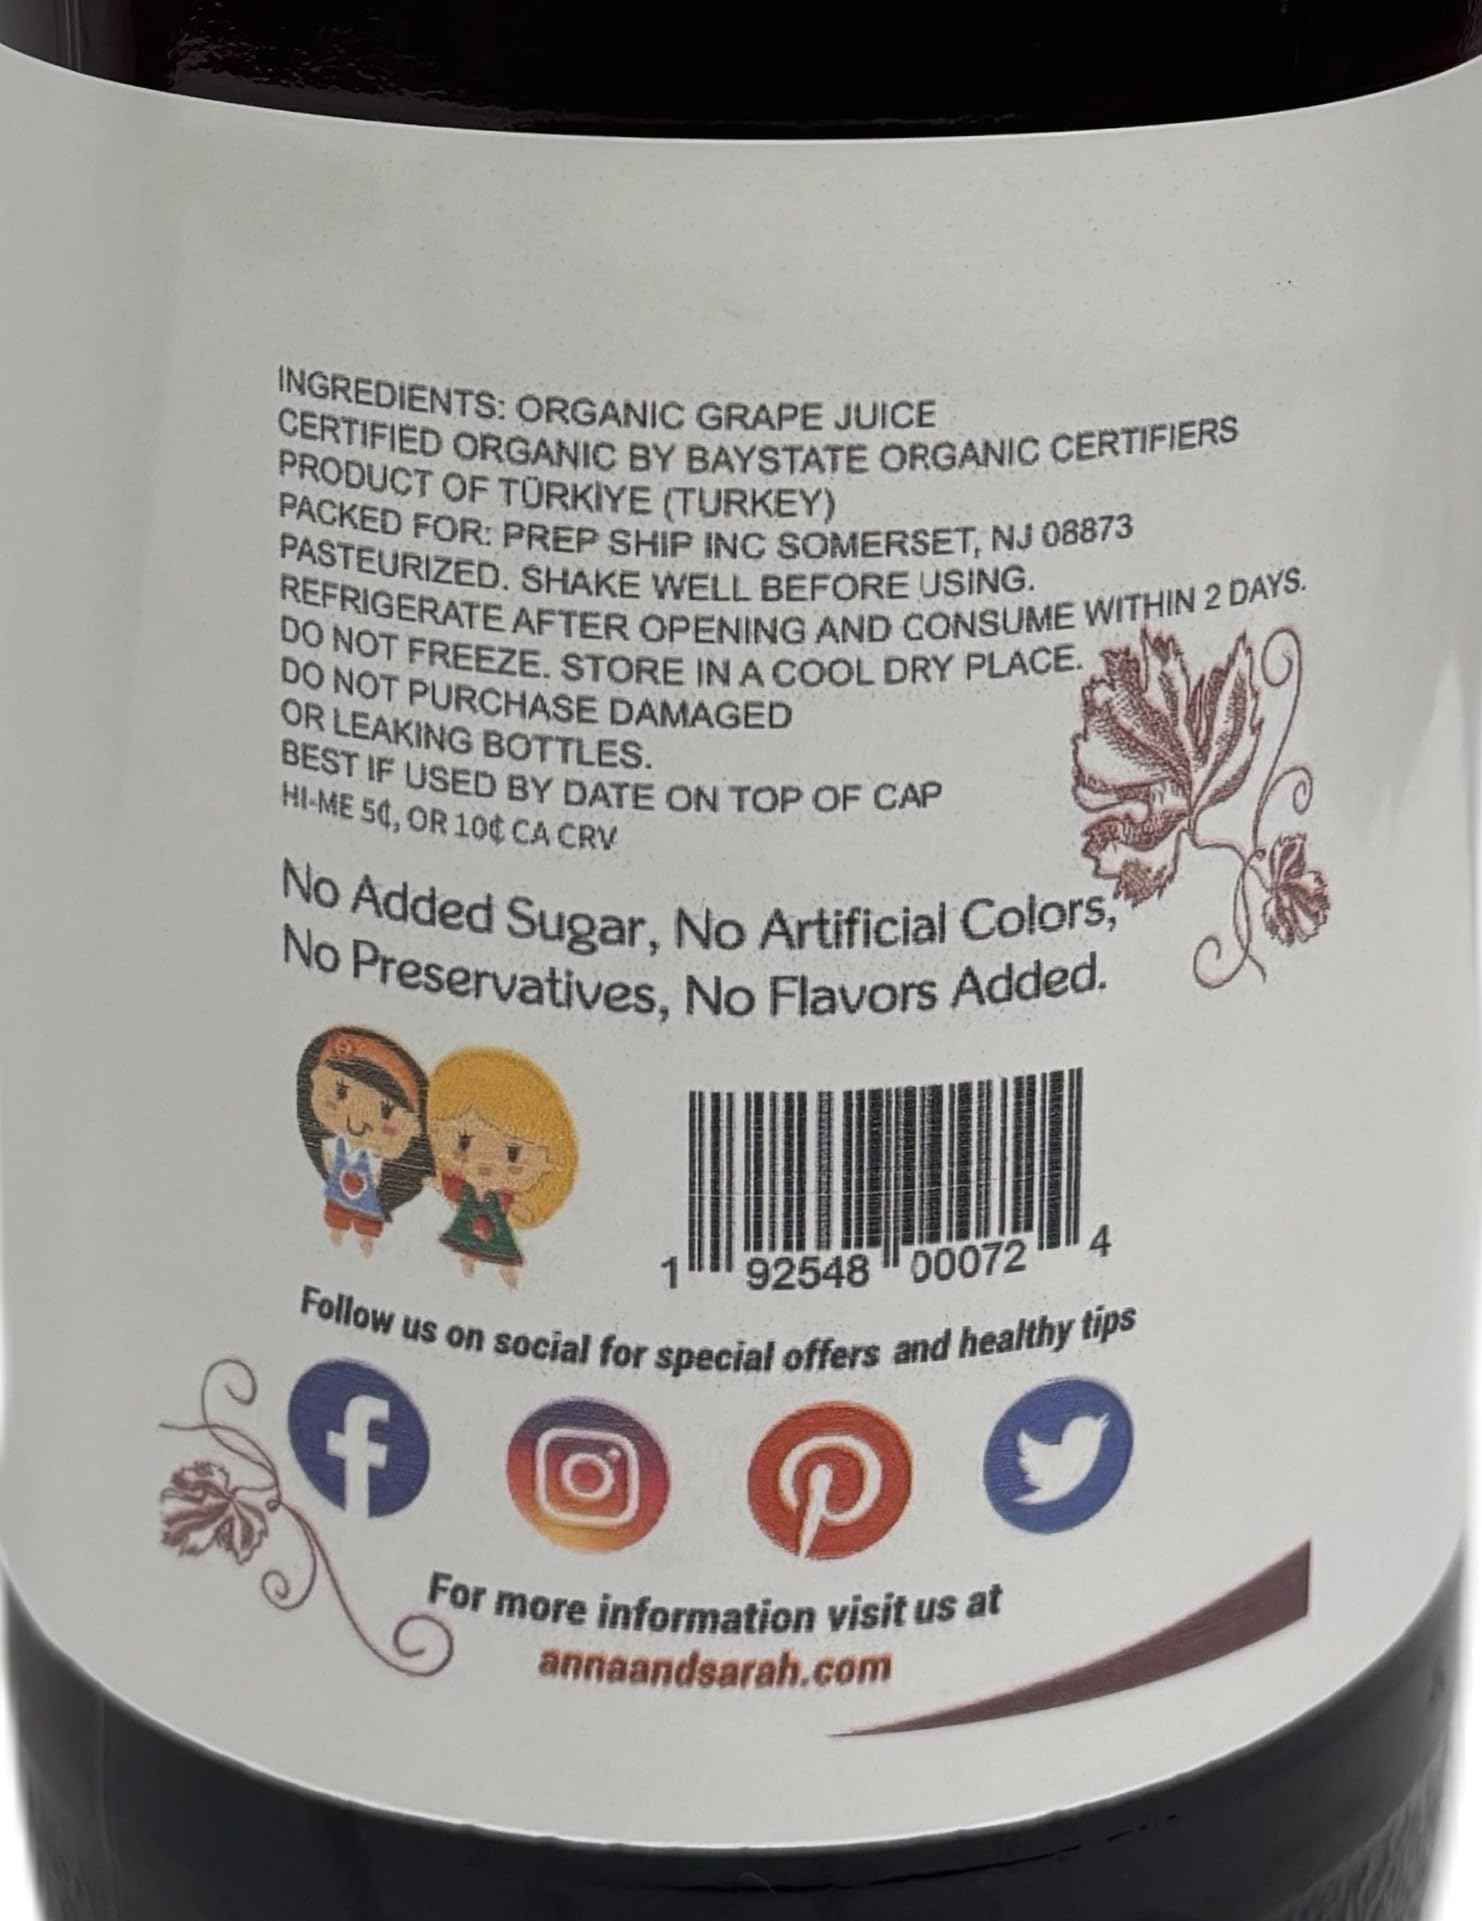 INGREDIENTS: ORGANIC GRAPE JUICE
CERTIFIED ORGANIC BY BAYSTATE ORGANIC CERTIFIERS
PRODUCT OF TÜRKİYE (TURKEY)
PACKED FOR: PREP SHIP INC SOMERSET, NJ 08873
PASTEURIZED. SHAKE WELL BEFORE USING.
REFRIGERATE AFTER OPENING AND CONSUME WITHIN 2 DAYS.
DO NOT FREEZE. STORE IN A COOL DRY PLACE.
DO NOT PURCHASE DAMAGED
OR LEAKING BOTTLES.
BEST IF USED BY DATE ON TOP OF CAP
HI-ME 5¢, OR 10¢ CA CRV
No Added Sugar, No Artificial Colors,
No Preservatives, No Flavors Added.
1 92548 00072 4
Follow us on social for special offers and healthy tips
For more information visit us at
annaandsarah.com